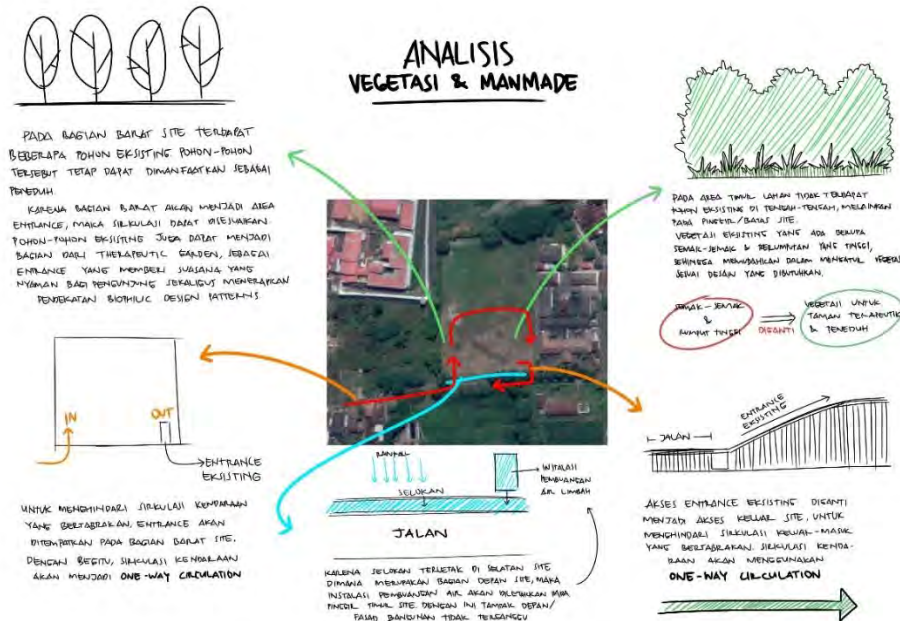 ANALISIS
VEGETASI & MANMADE
PADA BAGIAN BARAT SITE TERDAPAT
BEBERAPA POHON EKSISTING POHON-POHON
TERSEBUT TETAP DAPAT DIMANFAATKAN SEBAGAI
PENEDUH.
KARENA BAGIAN BARAT AKAN MENJADI AREA
ENTRANCE, MAKA SIRKULASI DAPAT DISESUAIKAN.
POHON-POHON EKSISTING JUGA DAPAT MENJADI
BAGIAN DARI THERAPEUTIC GARDEN, SEBAGAI
ENTRANCE YANG MEMBERI SUASANA YANG
NYAMAN BAGI PENGUNJUNG SEKALIGUS MENERAPKAN
PENDEKATAN BIOPHILIC DESIGN PATTERNS
PADA AREA TIMUR LAHAN TIDAK TERDAPAT
POHON EKSISTING DI TENGAH-TENGAH, MELAINKAN
PADA PINGGIR/BATAS SITE.
VEGETASI EKSISTING YANG ADA BERUPA
SEMAK-SEMAK & RERUMPUTAN YANG TINGGI,
SEHINGGA MEMUDAHKAN DALAM MENGATUR VEGETASI
SESUAI DESAIN YANG DIBUTUHKAN.
SEMAK-SEMAK
&
RUMPUT TINGGI
DIGANTI
VEGETASI UNTUK
TAMAN TERAPEUTIK
& PENEDUH
IN
OUT
ENTRANCE
EKSISTING
UNTUK MENGHINDARI SIRKULASI KENDARAAN
YANG BERTABRAKAN, ENTRANCE AKAN
DITEMPATKAN PADA BAGIAN BARAT SITE.
DENGAN BEGITU, SIRKULASI KENDARAAN
AKAN MENJADI ONE-WAY CIRCULATION
SELOKAN
INSTALASI
PEMBUANGAN
AIR LIMBAH
JALAN
KARENA SELOKAN TERLETAK DI SELATAN SITE
DIMANA MERUPAKAN BAGIAN DEPAN SITE, MAKA
INSTALASI PEMBUANGAN AIR AKAN DILETAKKAN
PINGGIR TIMUR SITE. DENGAN INI TAMPAK DEPAN/
FASAD BANGUNAN TIDAK TERGANGGU
JALAN
ENTRANCE
EKSISTING
AKSES ENTRANCE EKSISTING DIGANTI
MENJADI AKSES KELUAR SITE, UNTUK
MENGHINDARI SIRKULASI KELUAR-MASUK
YANG BERTABRAKAN. SIRKULASI KENDA-
RAAN AKAN MENGGUNAKAN
ONE-WAY CIRCULATION